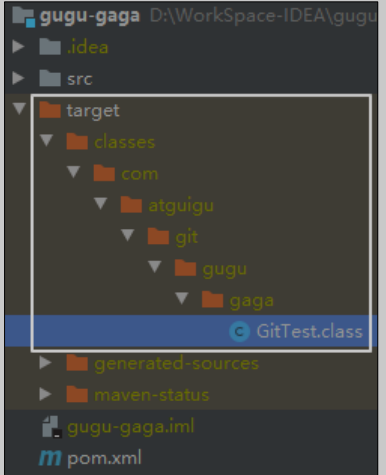 gugu-gaga D:\WorkSpace-IDEA\gugu
.idea
src
target
classes
com
atguigu
git
gugu
gaga
C GitTest.class
generated-sources
maven-status
gugu-gaga.iml
m pom.xml